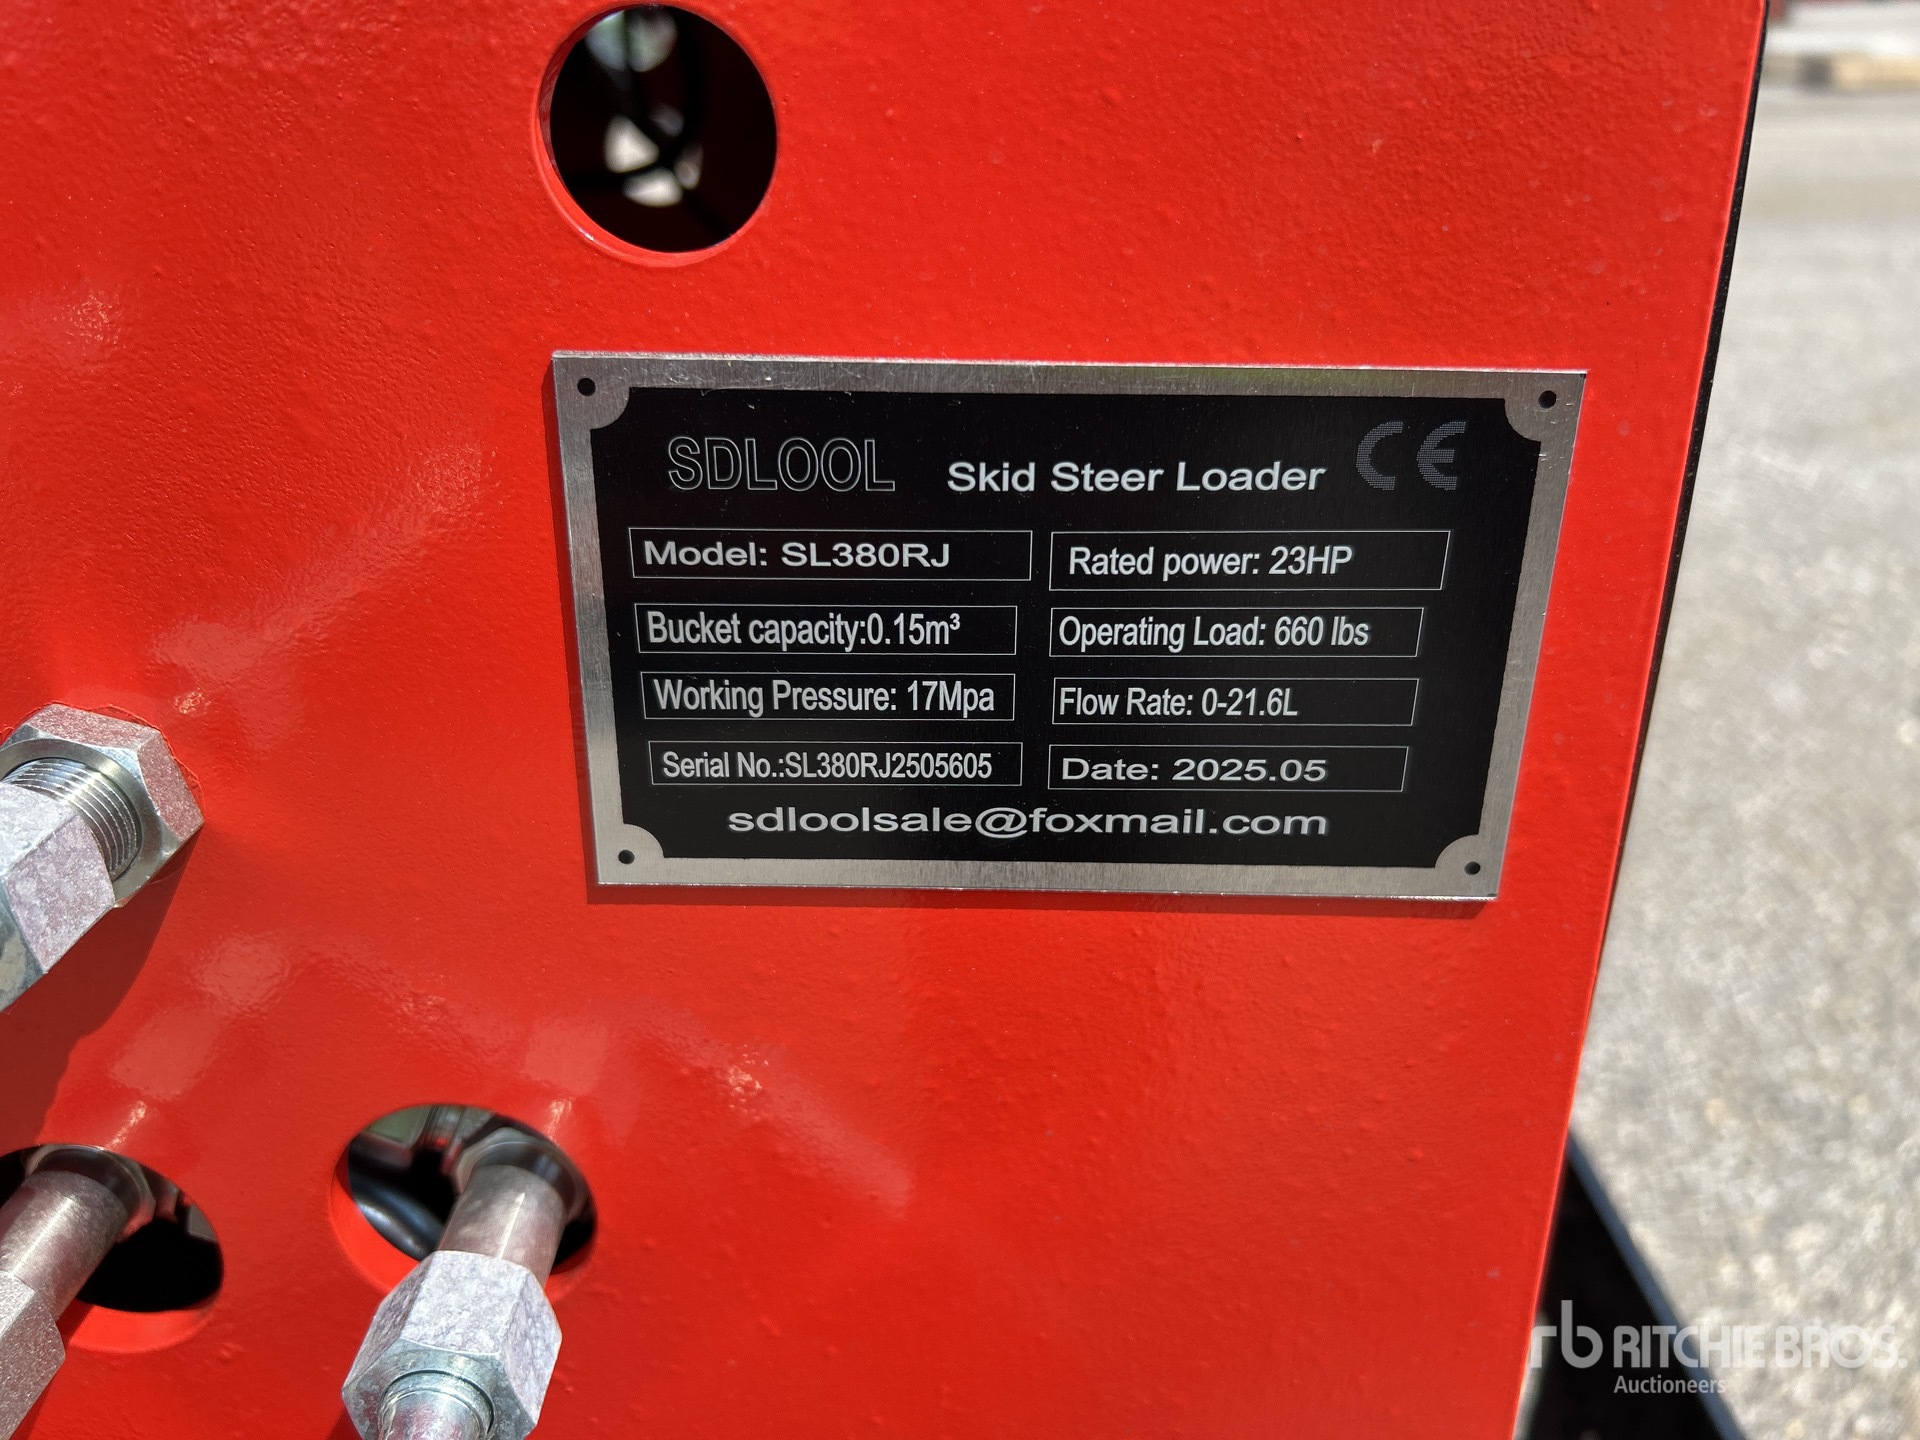 SDLOOL Skid Steer Loader CE
Model: SL380RJ Rated power: 23HP
Bucket capacity:0.15m³ Operating Load: 660 lbs
Working Pressure: 17Mpa Flow Rate: 0-21.6L
Serial No.:SL380RJ2505605 Date: 2025.05
sdloolsale@foxmail.com
rb RITCHIE BROS.
Auctioneers